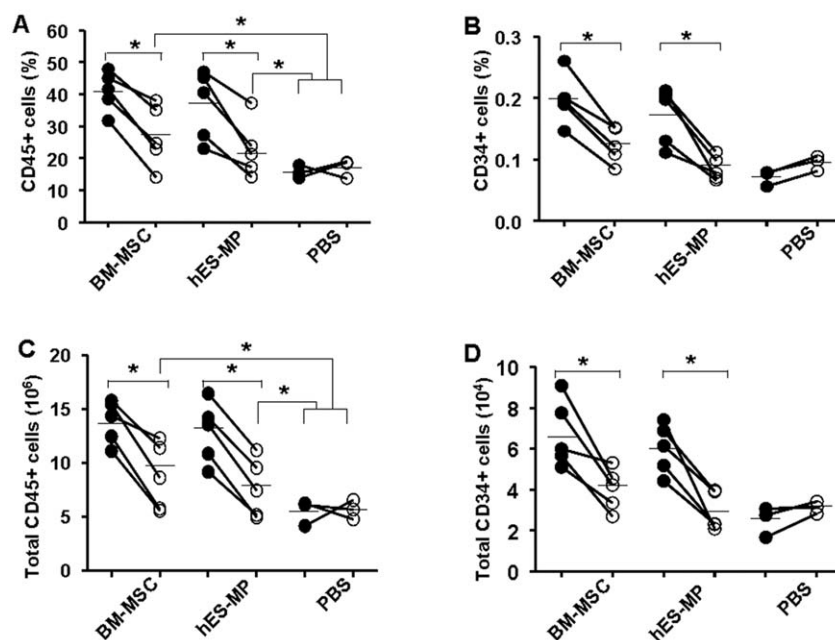 A
CD45+ cells (%)
60
50
40
30
20
10
0
*
*
*
*
BM-MSC
hES-MP
PBS
B
CD34+ cells (%)
0.3
0.2
0.1
0.0
*
*
BM-MSC
hES-MP
PBS
C
Total CD45+ cells (10⁶)
20
15
10
5
0
*
*
*
*
BM-MSC
hES-MP
PBS
D
Total CD34+ cells (10⁴)
10
8
6
4
2
0
*
*
BM-MSC
hES-MP
PBS